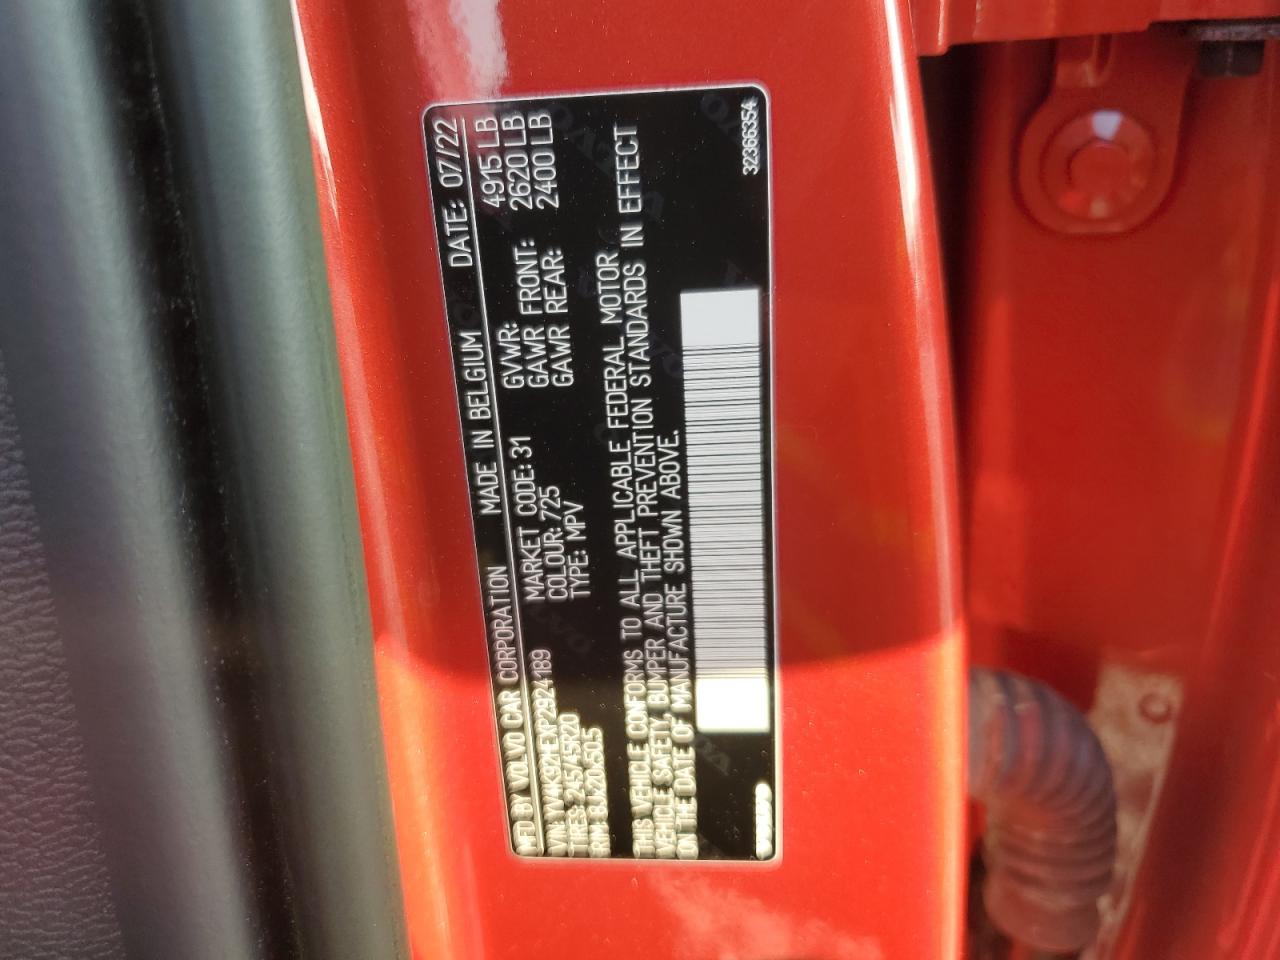 MFD BY VOLVO CAR CORPORATION MADE IN BELGIUM DATE: 07/22
VIN: MARKET CODE: 31 GVWR: 4915 LB
TIRES: 245/45R20 COLOUR: 725 GAWR FRONT: 2620 LB
RIM: 8Jx20x50.5 TYPE: MPV GAWR REAR: 2400 LB
THIS VEHICLE CONFORMS TO ALL APPLICABLE FEDERAL MOTOR
VEHICLE SAFETY, BUMPER AND THEFT PREVENTION STANDARDS IN EFFECT
ON THE DATE OF MANUFACTURE SHOWN ABOVE.
32366354